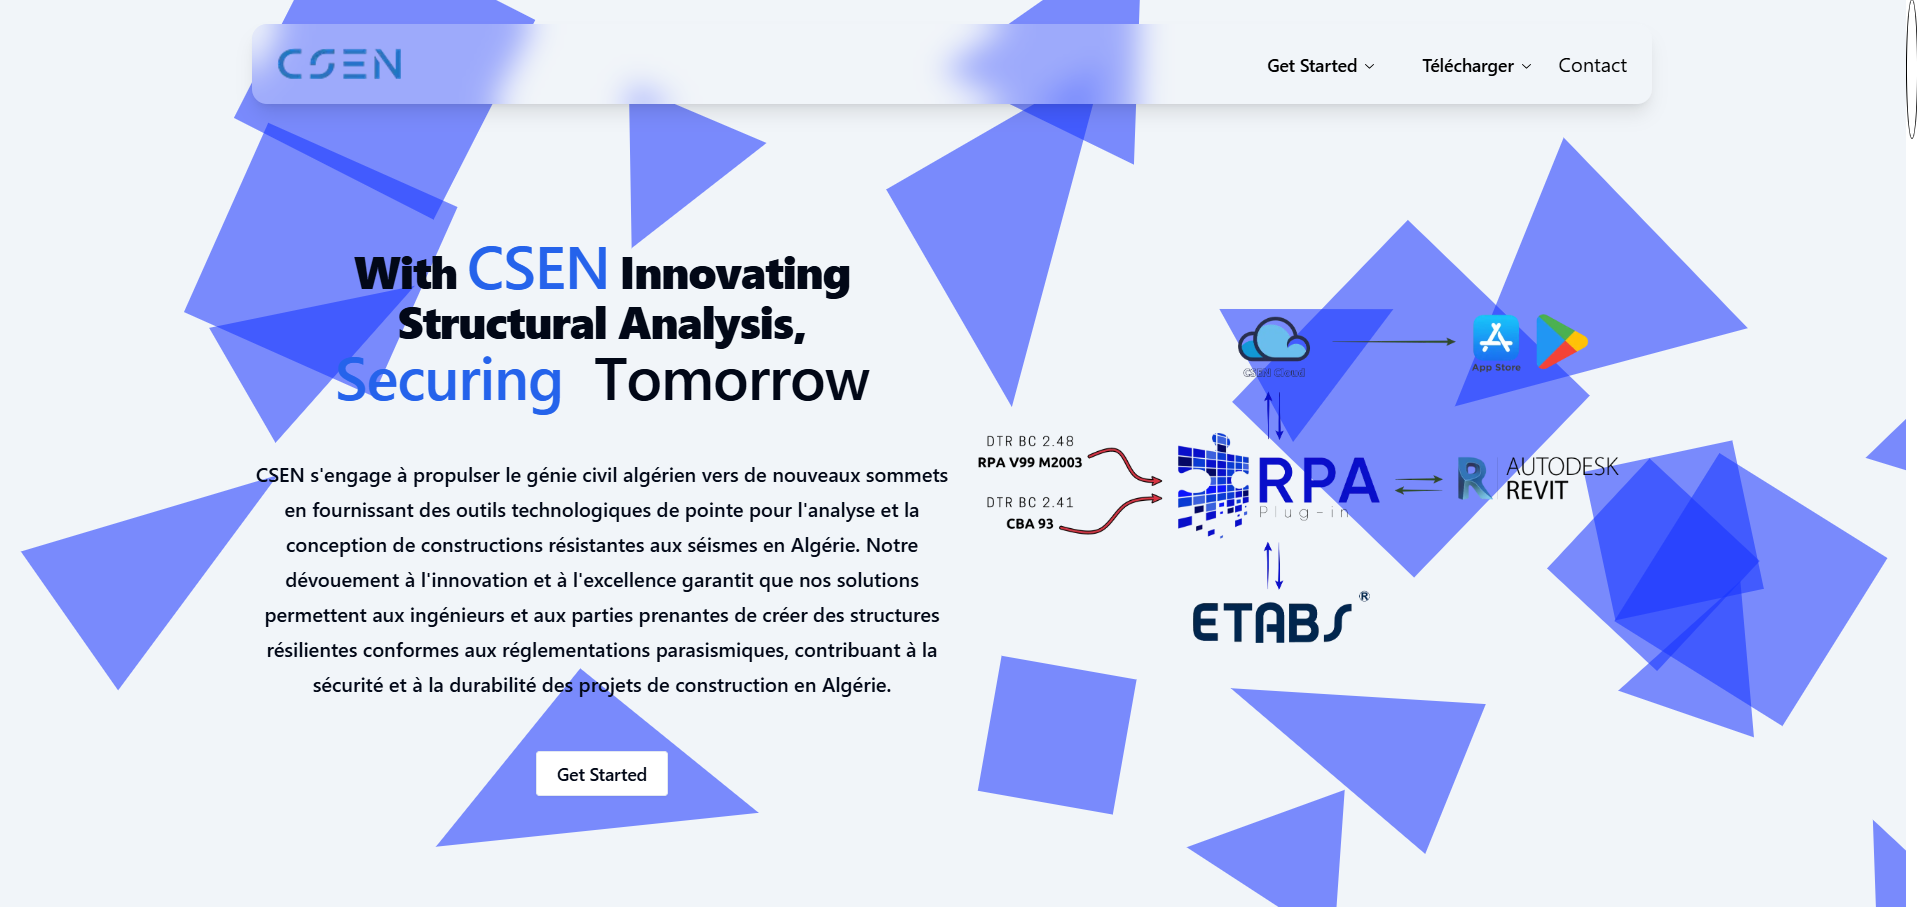 CSEN
Get Started
Télécharger
Contact
With CSEN Innovating
Structural Analysis,
Securing Tomorrow
CSEN s'engage à propulser le génie civil algérien vers de nouveaux sommets
en fournissant des outils technologiques de pointe pour l'analyse et la
conception de constructions résistantes aux séismes en Algérie. Notre
dévouement à l'innovation et à l'excellence garantit que nos solutions
permettent aux ingénieurs et aux parties prenantes de créer des structures
résilientes conformes aux réglementations parasismiques, contribuant à la
sécurité et à la durabilité des projets de construction en Algérie.
Get Started
CSEN Cloud
App Store
DTR BC 2.48
RPA V99 M2003
DTR BC 2.41
CBA 93
RPA
Plug-in
R
AUTODESK
REVIT
ETABS®